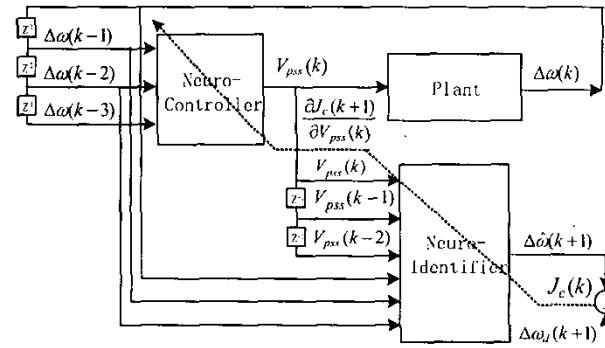 Δω(k−1)
Δω(k−2)
Δω(k−3)
Neuro-
Controller
V_pss(k)
Plant
Δω(k)
∂J_c(k+1)
∂V_pss(k)
V_pss(k)
V_pss(k−1)
V_pss(k−2)
Neuro-
Identifier
Δω̂(k+1)
J_c(k)
Δω_d(k+1)